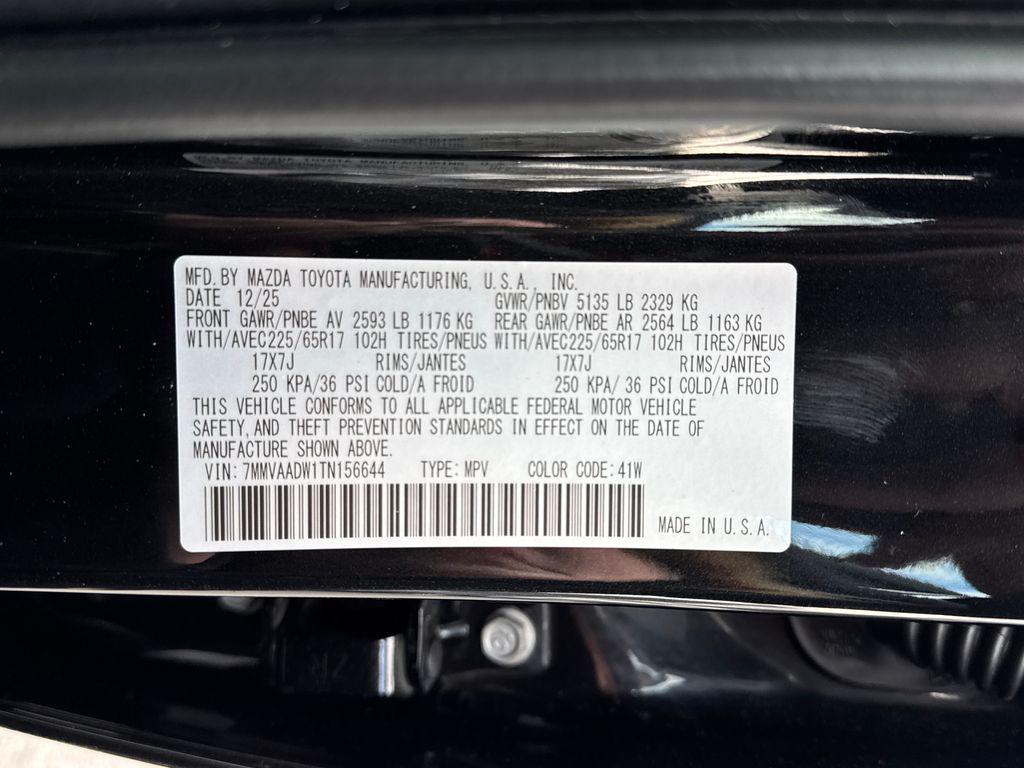 MFD. BY MAZDA TOYOTA MANUFACTURING, U.S.A., INC.
DATE 12/25 GVWR/PNBV 5135 LB 2329 KG
FRONT GAWR/PNBE AV 2593 LB 1176 KG REAR GAWR/PNBE AR 2564 LB 1163 KG
WITH/AVEC225/65R17 102H TIRES/PNEUS WITH/AVEC225/65R17 102H TIRES/PNEUS
17X7J RIMS/JANTES 17X7J RIMS/JANTES
250 KPA/36 PSI COLD/A FROID 250 KPA/ 36 PSI COLD/A FROID
THIS VEHICLE CONFORMS TO ALL APPLICABLE FEDERAL MOTOR VEHICLE
SAFETY, AND THEFT PREVENTION STANDARDS IN EFFECT ON THE DATE OF
MANUFACTURE SHOWN ABOVE.
VIN: 7MMVAADW1TN156644 TYPE: MPV COLOR CODE: 41W
MADE IN U.S.A.